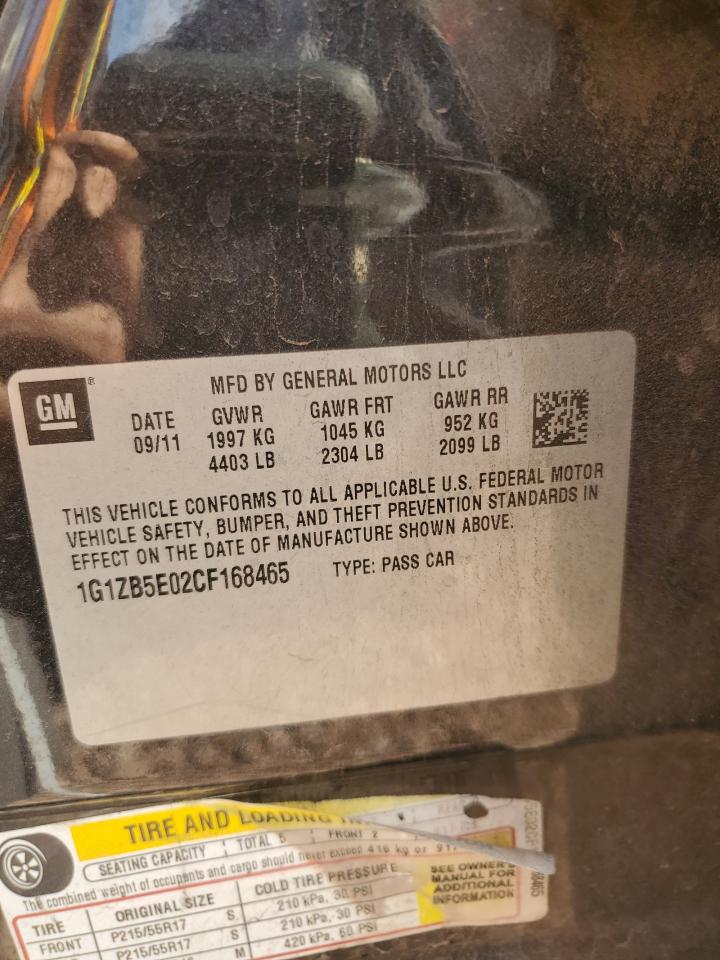 GM
MFD BY GENERAL MOTORS LLC
DATE GVWR GAWR FRT GAWR RR
09/11 1997 KG 1045 KG 952 KG
4403 LB 2304 LB 2099 LB
THIS VEHICLE CONFORMS TO ALL APPLICABLE U.S. FEDERAL MOTOR
VEHICLE SAFETY, BUMPER, AND THEFT PREVENTION STANDARDS IN
EFFECT ON THE DATE OF MANUFACTURE SHOWN ABOVE.
1G1ZB5E02CF168465 TYPE: PASS CAR
TIRE AND LOADING
SEATING CAPACITY TOTAL 5 FRONT 2
The combined weight of occupants and cargo should never exceed 416 kg or
TIRE ORIGINAL SIZE COLD TIRE PRESSURE
FRONT P215/55R17 S 210 kPa, 30 PSI
P215/55R17 S 210 kPa, 30 PSI
M 420 kPa, 60 PSI
SEE OWNER'S
MANUAL FOR
ADDITIONAL
INFORMATION